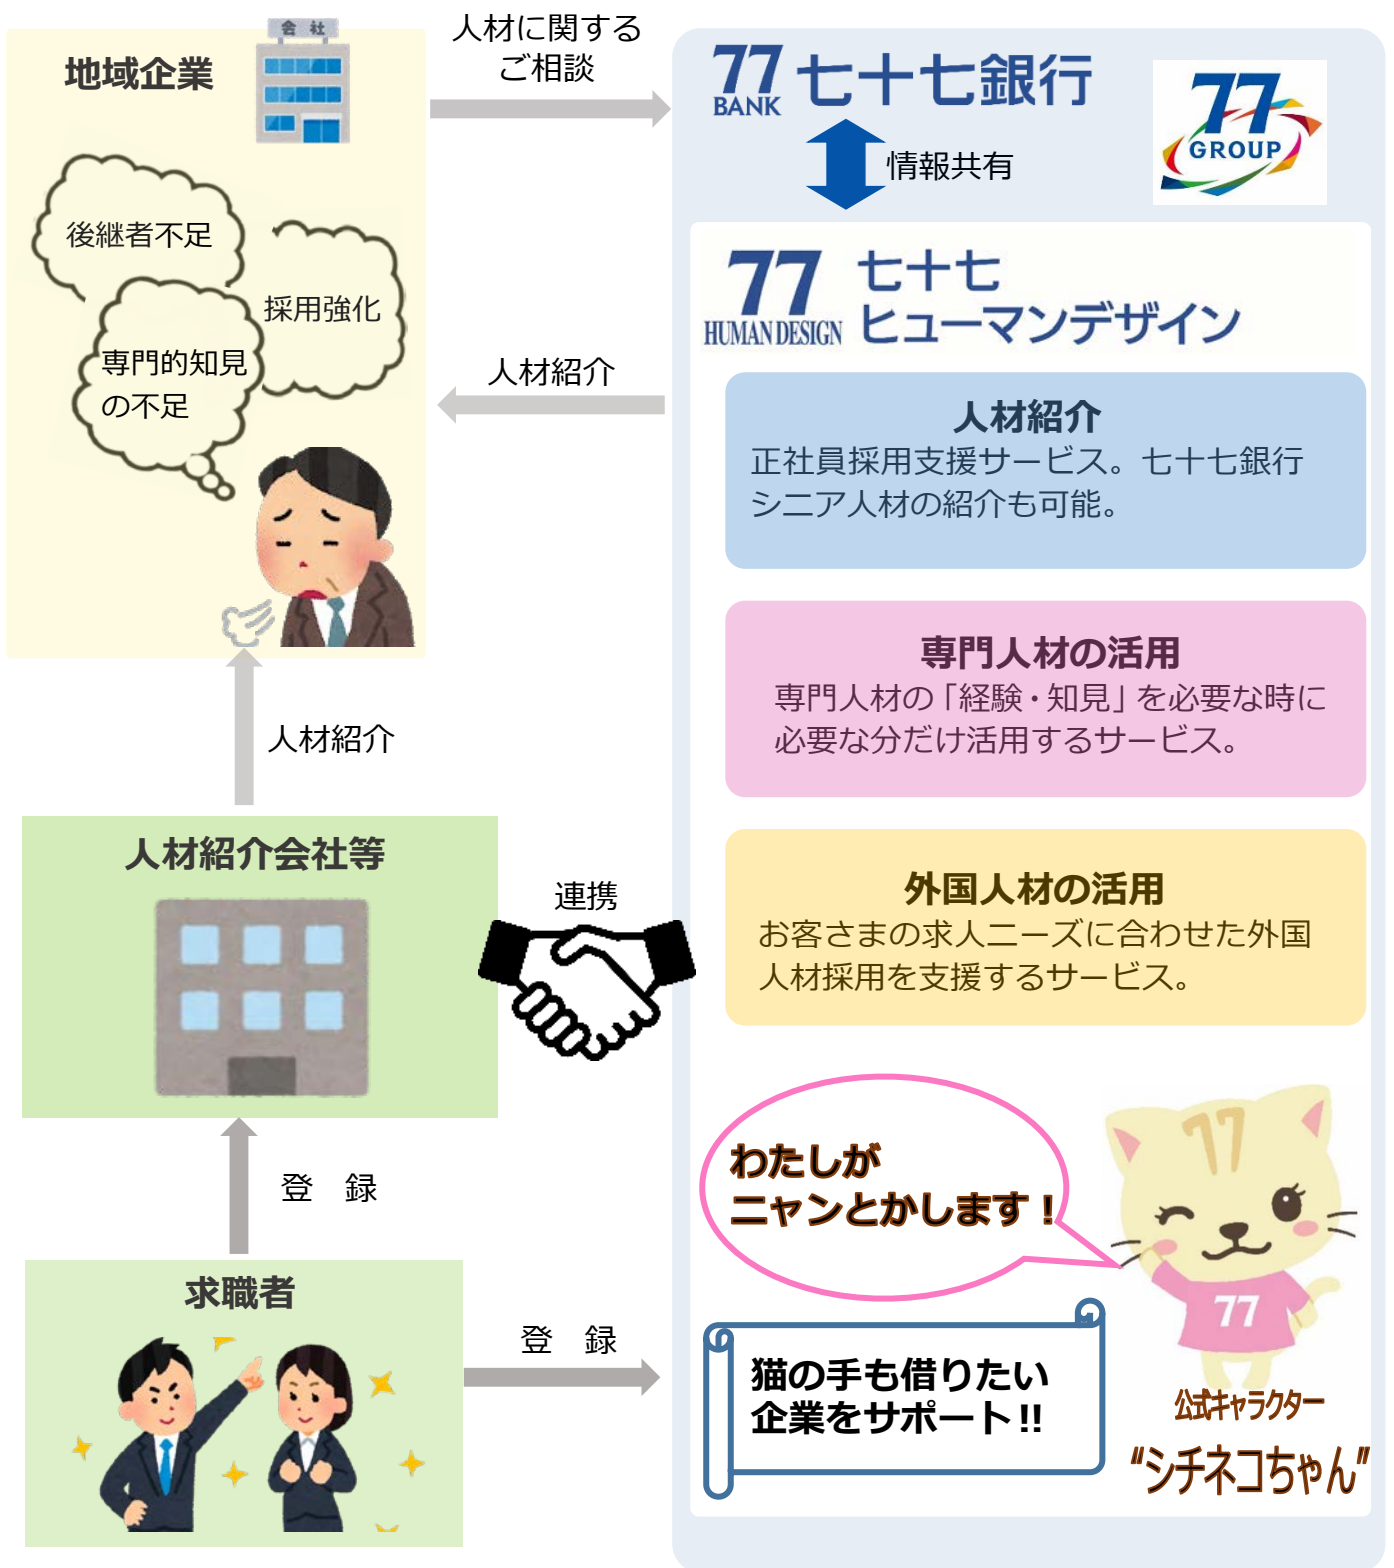 会 社
地域企業
後継者不足
採用強化
専門的知見
の不足
人材に関する
ご相談
77
BANK
七十七銀行
77
GROUP
情報共有
77
HUMAN DESIGN
七十七
ヒューマンデザイン
人材紹介
人材紹介
正社員採用支援サービス。七十七銀行
シニア人材の紹介も可能。
専門人材の活用
専門人材の「経験・知見」を必要な時に
必要な分だけ活用するサービス。
外国人材の活用
お客さまの求人ニーズに合わせた外国
人材採用を支援するサービス。
人材紹介
人材紹介会社等
連携
登　録
求職者
登　録
わたしが
ニャンとかします！
77
77
猫の手も借りたい
企業をサポート!!
公式キャラクター
“シチネコちゃん”